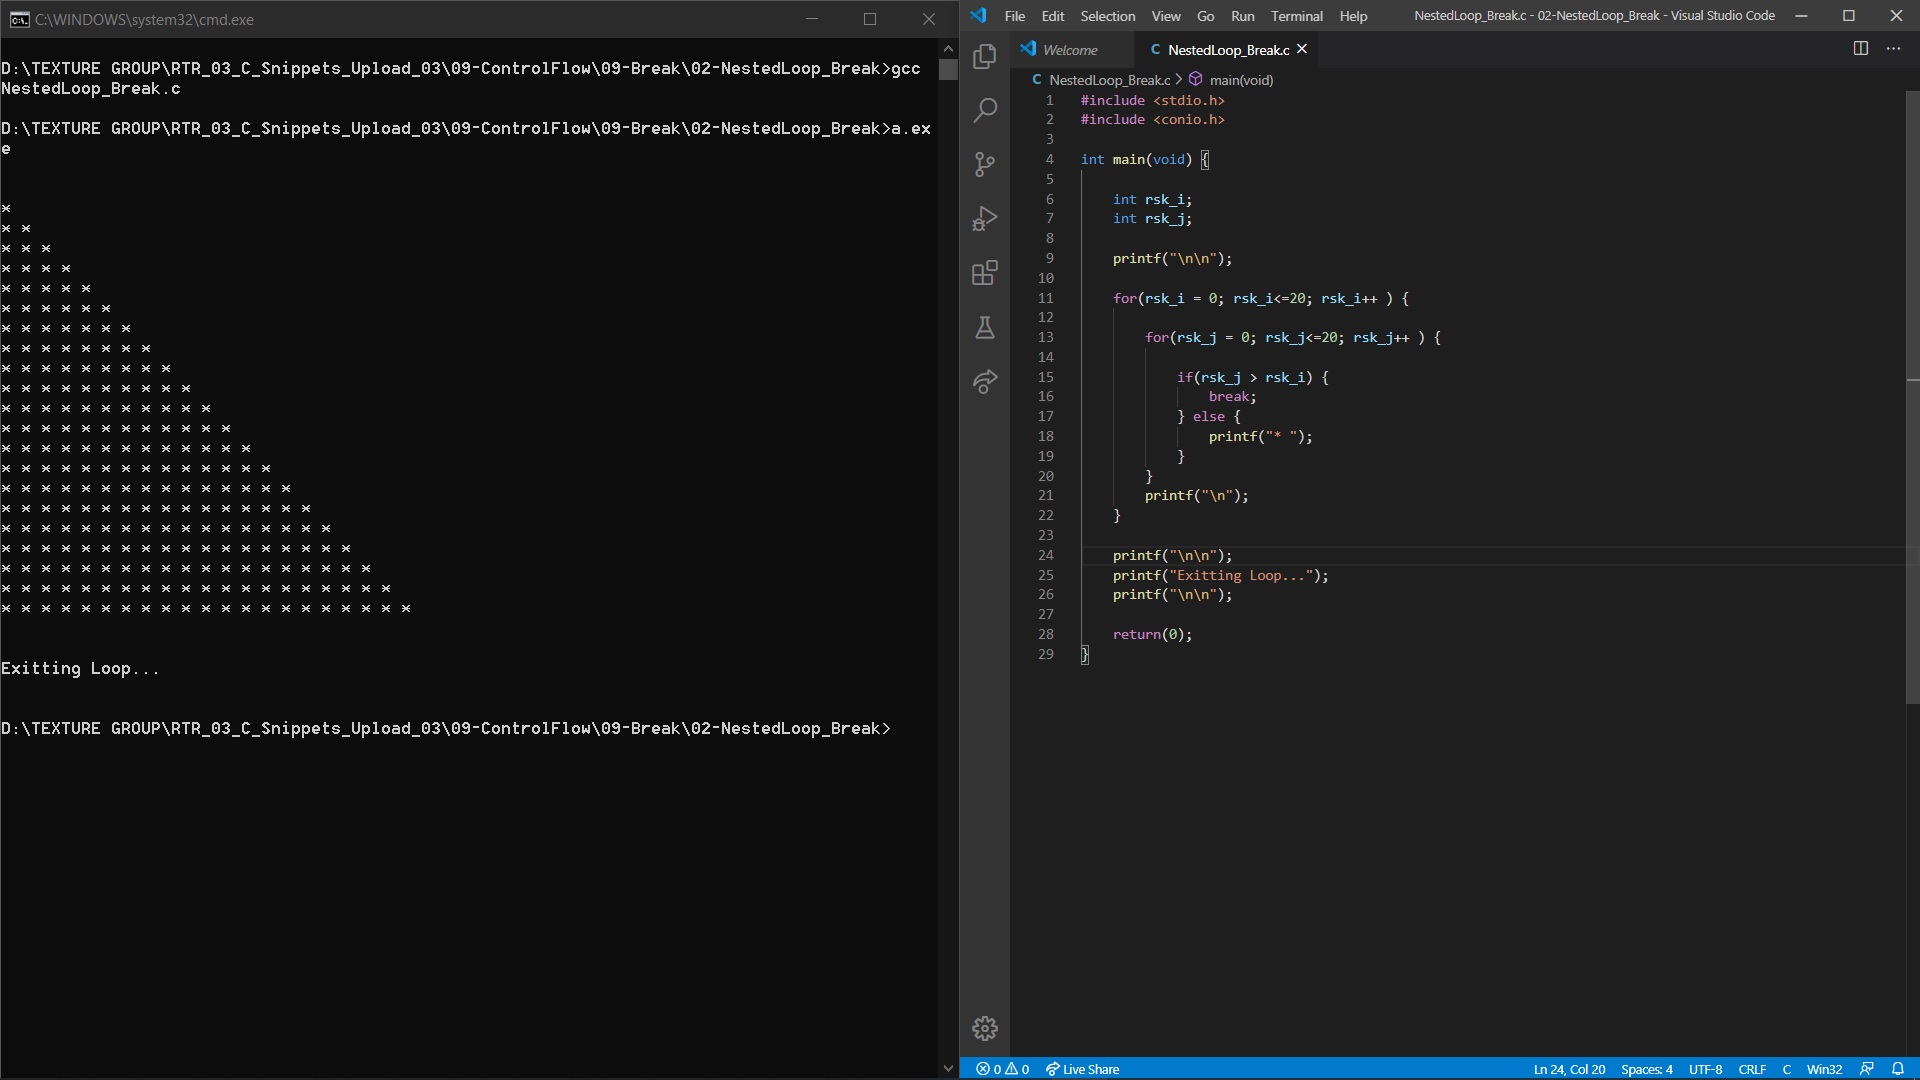 C:\WINDOWS\system32\cmd.exe
D:\TEXTURE GROUP\RTR_03_C_Snippets_Upload_03\09-ControlFlow\09-Break\02-NestedLoop_Break>gcc
NestedLoop_Break.c
D:\TEXTURE GROUP\RTR_03_C_Snippets_Upload_03\09-ControlFlow\09-Break\02-NestedLoop_Break>a.ex
e
*
* *
* * *
* * * *
* * * * *
* * * * * *
* * * * * * *
* * * * * * * *
* * * * * * * * *
* * * * * * * * * *
* * * * * * * * * * *
* * * * * * * * * * * *
* * * * * * * * * * * * *
* * * * * * * * * * * * * *
* * * * * * * * * * * * * * *
* * * * * * * * * * * * * * * *
* * * * * * * * * * * * * * * * *
* * * * * * * * * * * * * * * * * *
* * * * * * * * * * * * * * * * * * *
* * * * * * * * * * * * * * * * * * * *
* * * * * * * * * * * * * * * * * * * * *
Exitting Loop...
D:\TEXTURE GROUP\RTR_03_C_Snippets_Upload_03\09-ControlFlow\09-Break\02-NestedLoop_Break>
File Edit Selection View Go Run Terminal Help NestedLoop_Break.c - 02-NestedLoop_Break - Visual Studio Code
Welcome C NestedLoop_Break.c
C NestedLoop_Break.c > main(void)
1 #include <stdio.h>
2 #include <conio.h>
3
4 int main(void) {
5
6 int rsk_i;
7 int rsk_j;
8
9 printf("\n\n");
10
11 for(rsk_i = 0; rsk_i<=20; rsk_i++ ) {
12
13 for(rsk_j = 0; rsk_j<=20; rsk_j++ ) {
14
15 if(rsk_j > rsk_i) {
16 break;
17 } else {
18 printf("* ");
19 }
20 }
21 printf("\n");
22 }
23
24 printf("\n\n");
25 printf("Exitting Loop...");
26 printf("\n\n");
27
28 return(0);
29 }
0 0 Live Share Ln 24, Col 20 Spaces: 4 UTF-8 CRLF C Win32